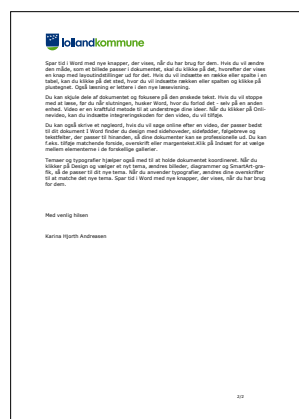 lollandkommune
Spar tid i Word med nye knapper, der vises, når du har brug for dem. Hvis du vil ændre
den måde, som et billede passer i dokumentet, skal du klikke på det, hvorefter der vises
en knap med layoutindstillinger ud for det. Hvis du vil indsætte en række eller spalte i en
tabel, kan du klikke på det sted, hvor du vil indsætte rækken eller spalten og klikke på
plustegnet. Også læsning er lettere i den nye læsevisning.
Du kan skjule dele af dokumentet og fokusere på den ønskede tekst. Hvis du vil stoppe
med at læse, før du når slutningen, husker Word, hvor du forlod det - selv på en anden
enhed. Video er en kraftfuld metode til at understrege dine ideer. Når du klikker på Onli-
nevideo, kan du indsætte integreringskoden for den video, du vil tilføje.
Du kan også skrive et nøgleord, hvis du vil søge online efter en video, der passer bedst
til dit dokument I Word finder du design med sidehoveder, sidefødder, følgebreve og
tekstfelter, der passer til hinanden, så dine dokumenter kan se professionelle ud. Du kan
f.eks. tilføje matchende forside, overskrift eller margentekst.Klik på Indsæt for at vælge
mellem elementerne i de forskellige gallerier.
Temaer og typografier hjælper også med til at holde dokumentet koordineret. Når du
klikker på Design og vælger et nyt tema, ændres billeder, diagrammer og SmartArt-gra-
fik, så de passer til dit nye tema. Når du anvender typografier, ændres dine overskrifter
til at matche det nye tema. Spar tid i Word med nye knapper, der vises, når du har brug
for dem.
Med venlig hilsen
Karina Hjorth Andreasen
2/2